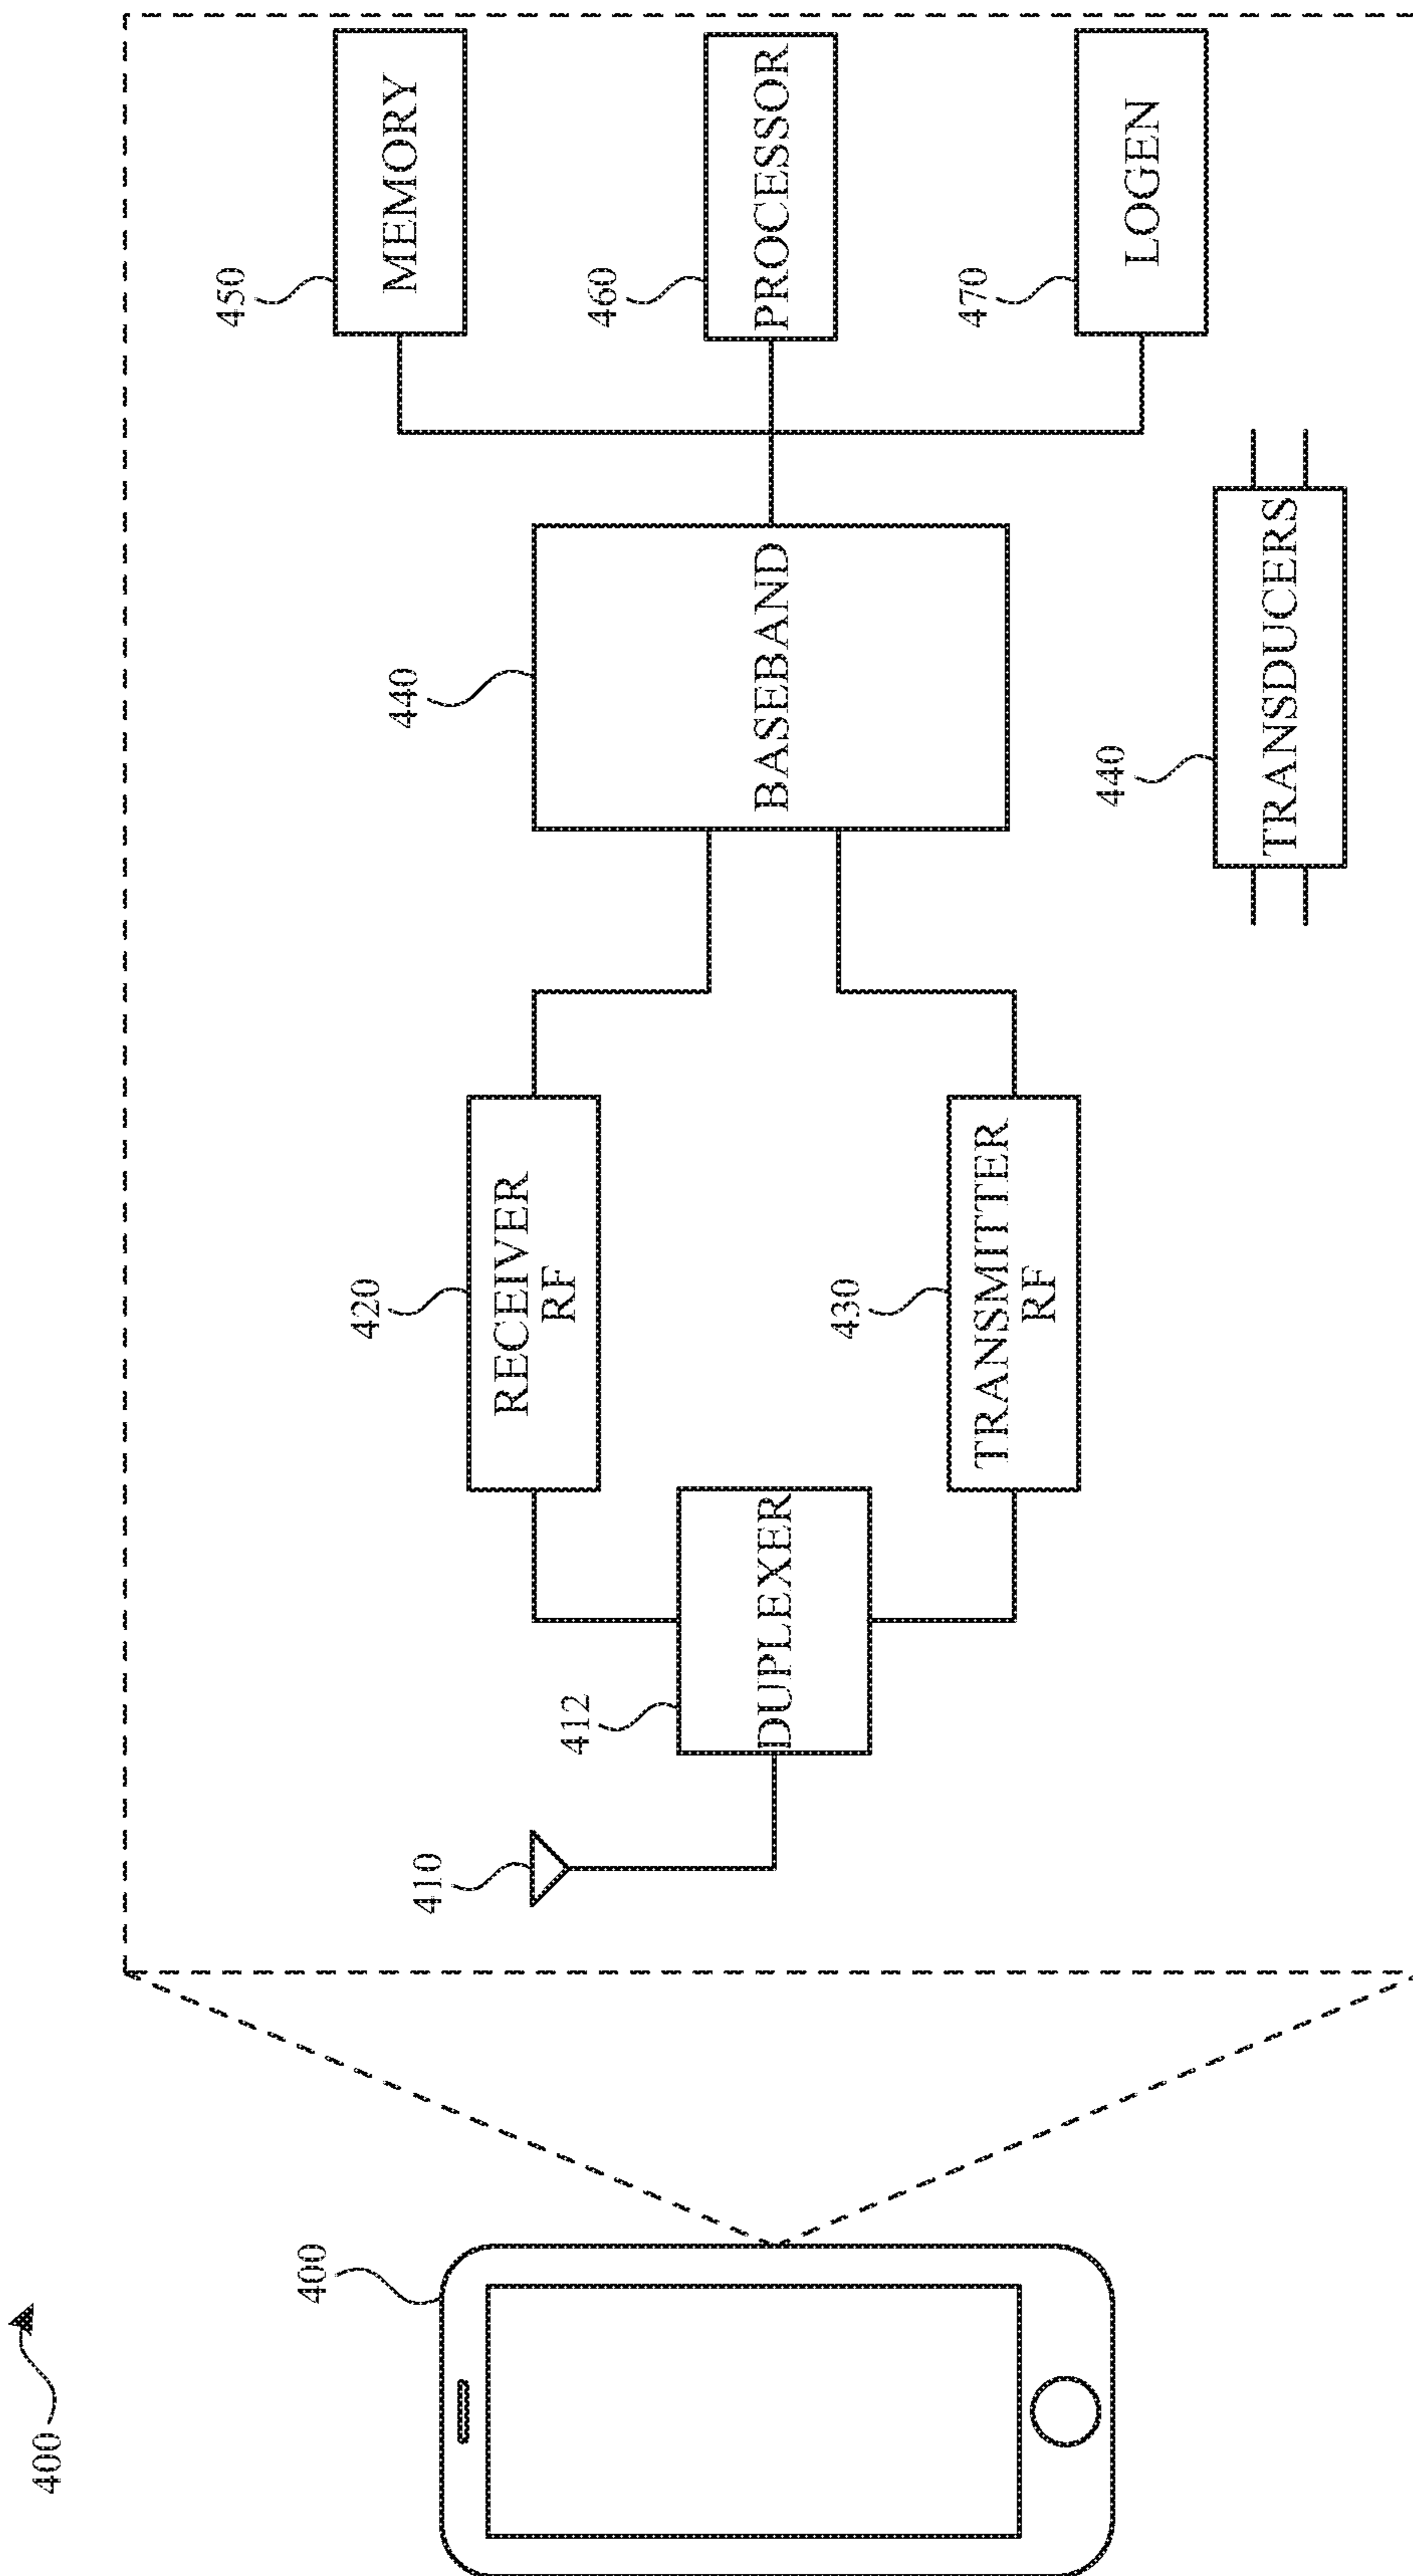 400
400
410
412
DUPLEXER
420
RECEIVER
RF
430
TRANSMITTER
RF
440
BASEBAND
450
MEMORY
460
PROCESSOR
470
LOGEN
440
TRANSDUCERS